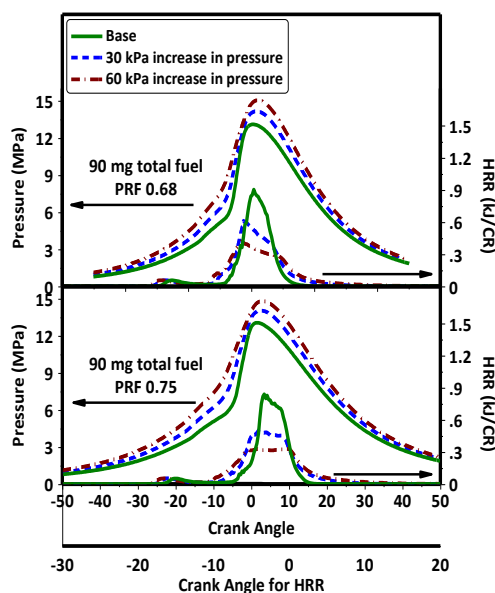 Base
30 kPa increase in pressure
60 kPa increase in pressure
15
12
9
6
3
0
Pressure (MPa)
90 mg total fuel
PRF 0.68
1.5
1.2
.9
.6
.3
0
HRR (kJ/CR)
15
12
9
6
3
0
Pressure (MPa)
90 mg total fuel
PRF 0.75
1.5
1.2
.9
.6
.3
0
HRR (kJ/CR)
-50 -40 -30 -20 -10 0 10 20 30 40 50
Crank Angle
-30 -20 -10 0 10 20
Crank Angle for HRR